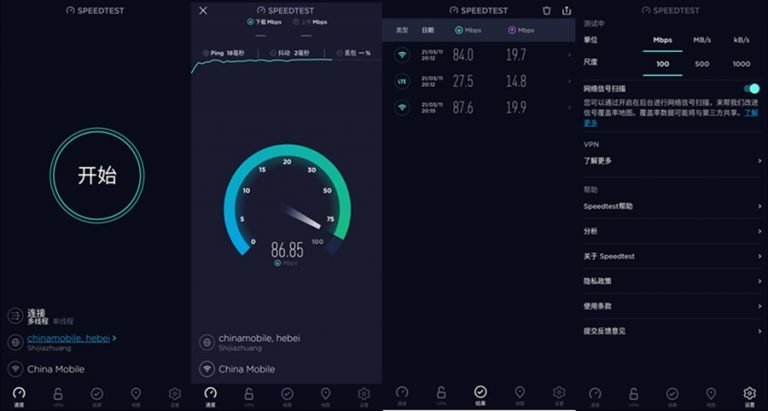 SPEEDTEST
开始
连接
多线程 单线程
chinamobile, hebei >
Shijiazhuang
China Mobile
速度 VPN 结果 地图 设置
SPEEDTEST
下载 Mbps 上传 Mbps
Ping 18毫秒 抖动 2毫秒 丢包 一 %
0
5
10
15
20
30
50
75
100
86.85
Mbps
chinamobile, hebei
Shijiazhuang
China Mobile
速度 VPN 结果 地图 设置
SPEEDTEST
类型 日期 Mbps Mbps
21/03/11
20:12
84.0 19.7
LTE
21/03/11
20:12
27.5 14.8
21/03/11
20:10
87.6 19.9
速度 VPN 结果 地图 设置
SPEEDTEST
测试中
單位 Mbps MB/s kB/s
尺度 100 500 1000
网络信号扫描
您可以通过开启在后台进行网络信号扫描，来帮我们改进
信号覆盖率地图。覆盖率数据可能将与第三方共享。了解
更多
VPN
了解更多
帮助
Speedtest帮助
分析
关于 Speedtest
隐私政策
使用条款
提交反馈意见
速度 VPN 结果 地图 设置